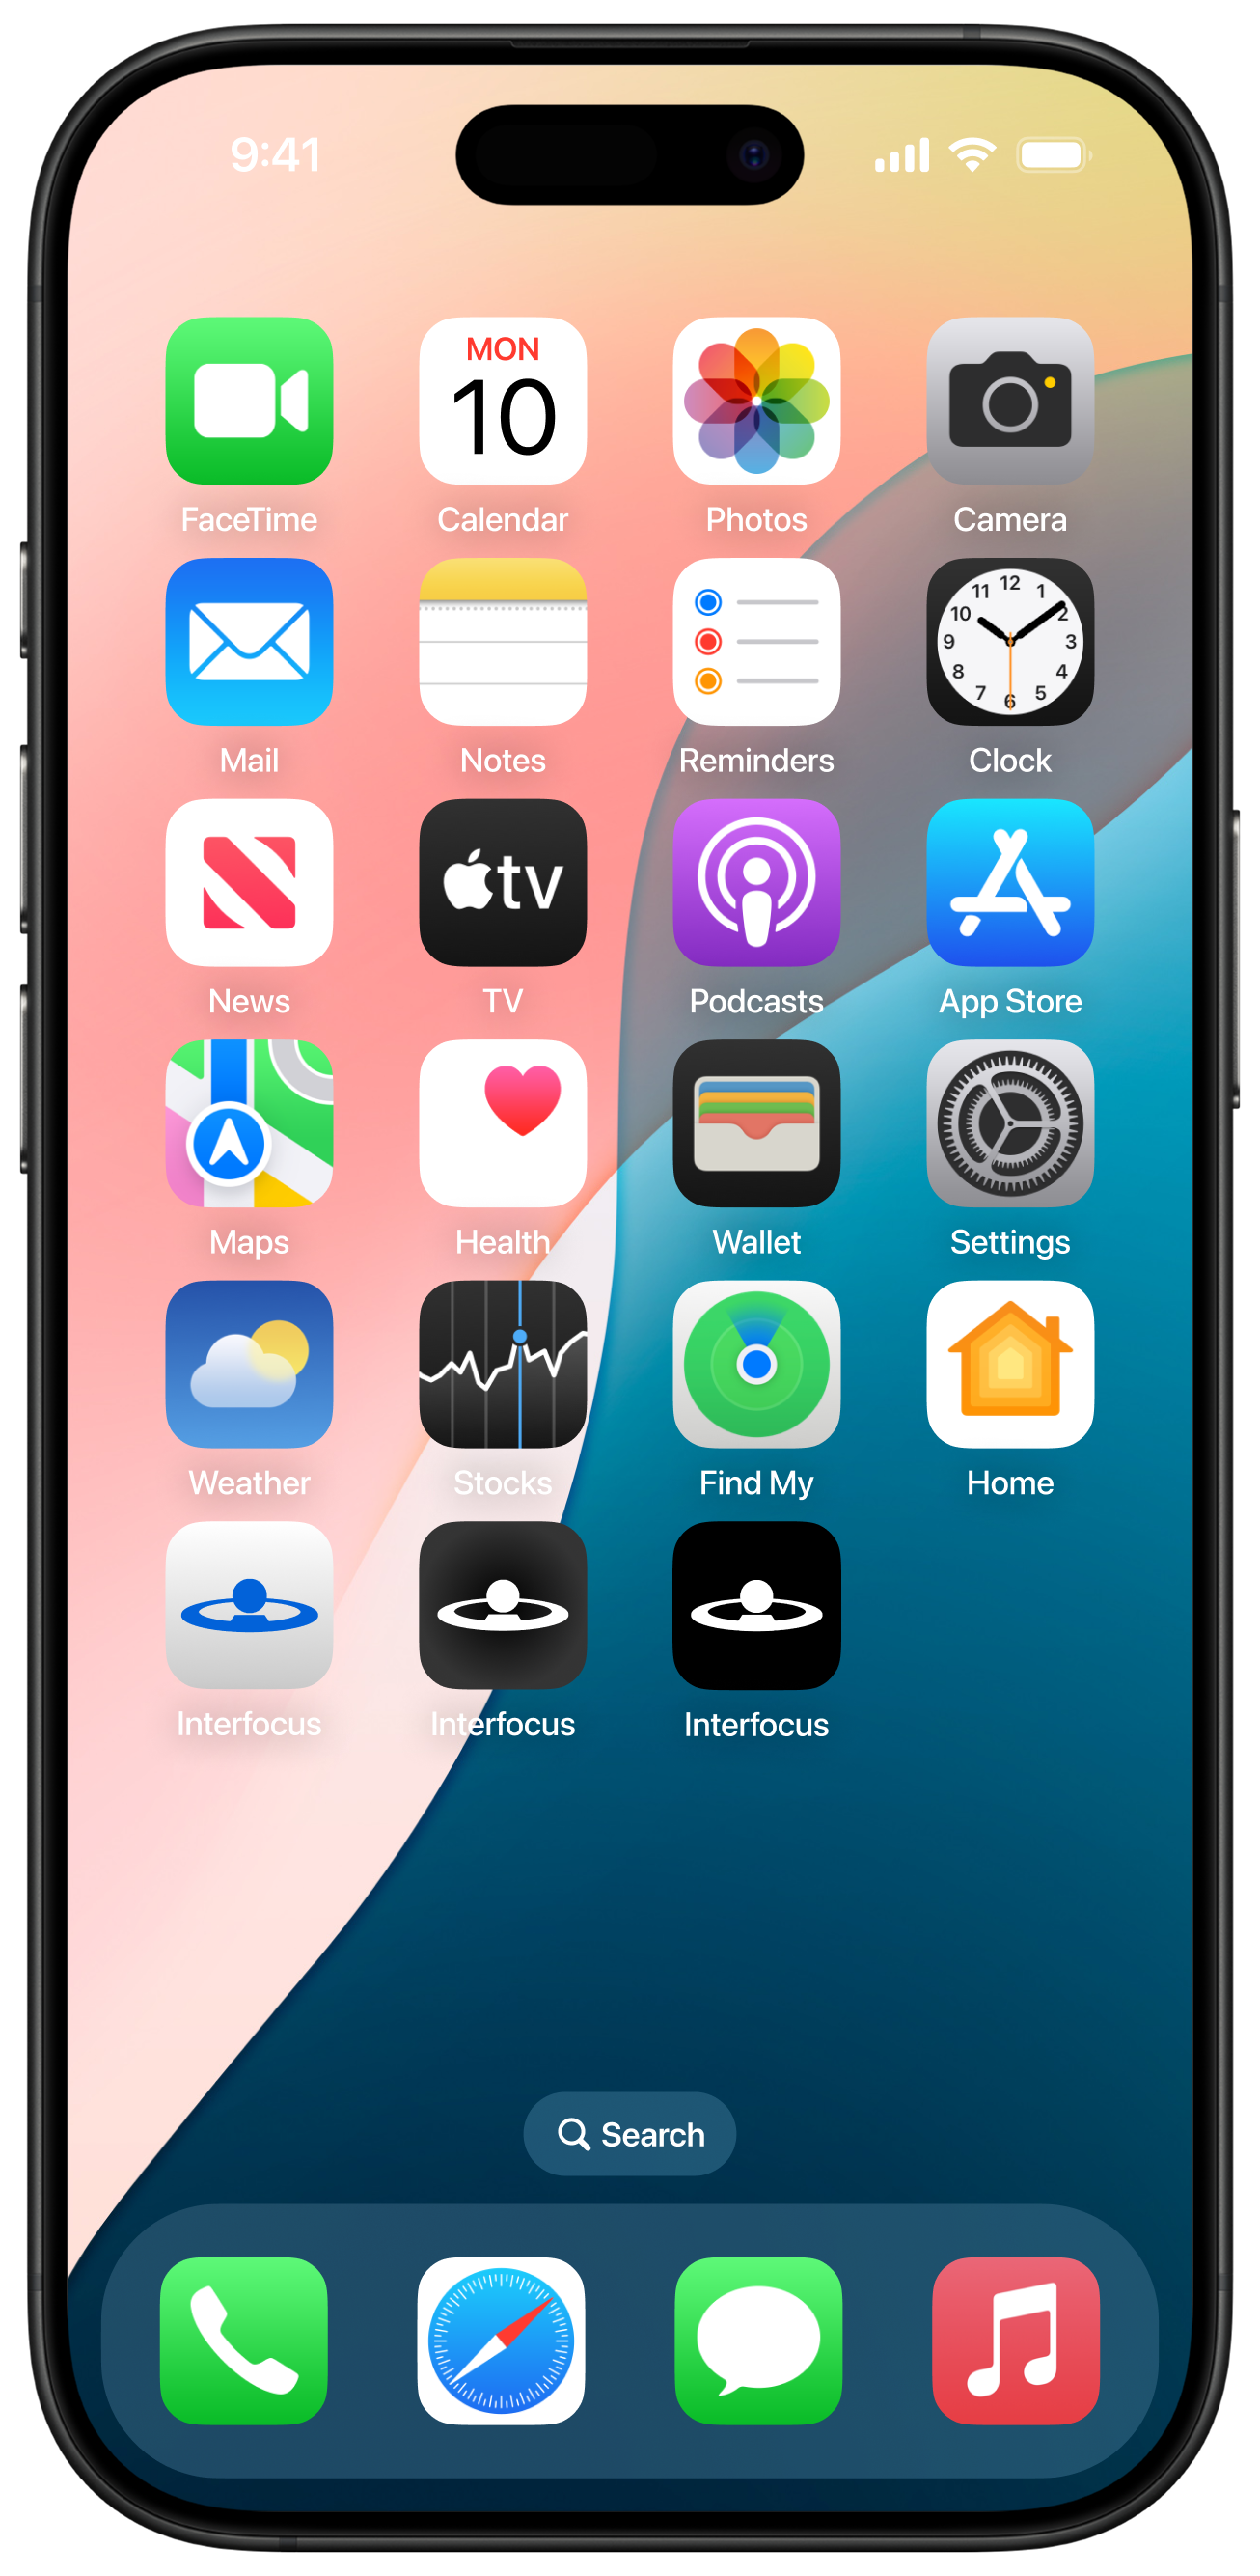 9:41
MON
10
FaceTime Calendar Photos Camera
12
11 1
10 2
9 3
8 4
7 5
6
Mail Notes Reminders Clock
tv
News TV Podcasts App Store
Maps Health Wallet Settings
Weather Stocks Find My Home
Interfocus Interfocus Interfocus
Search